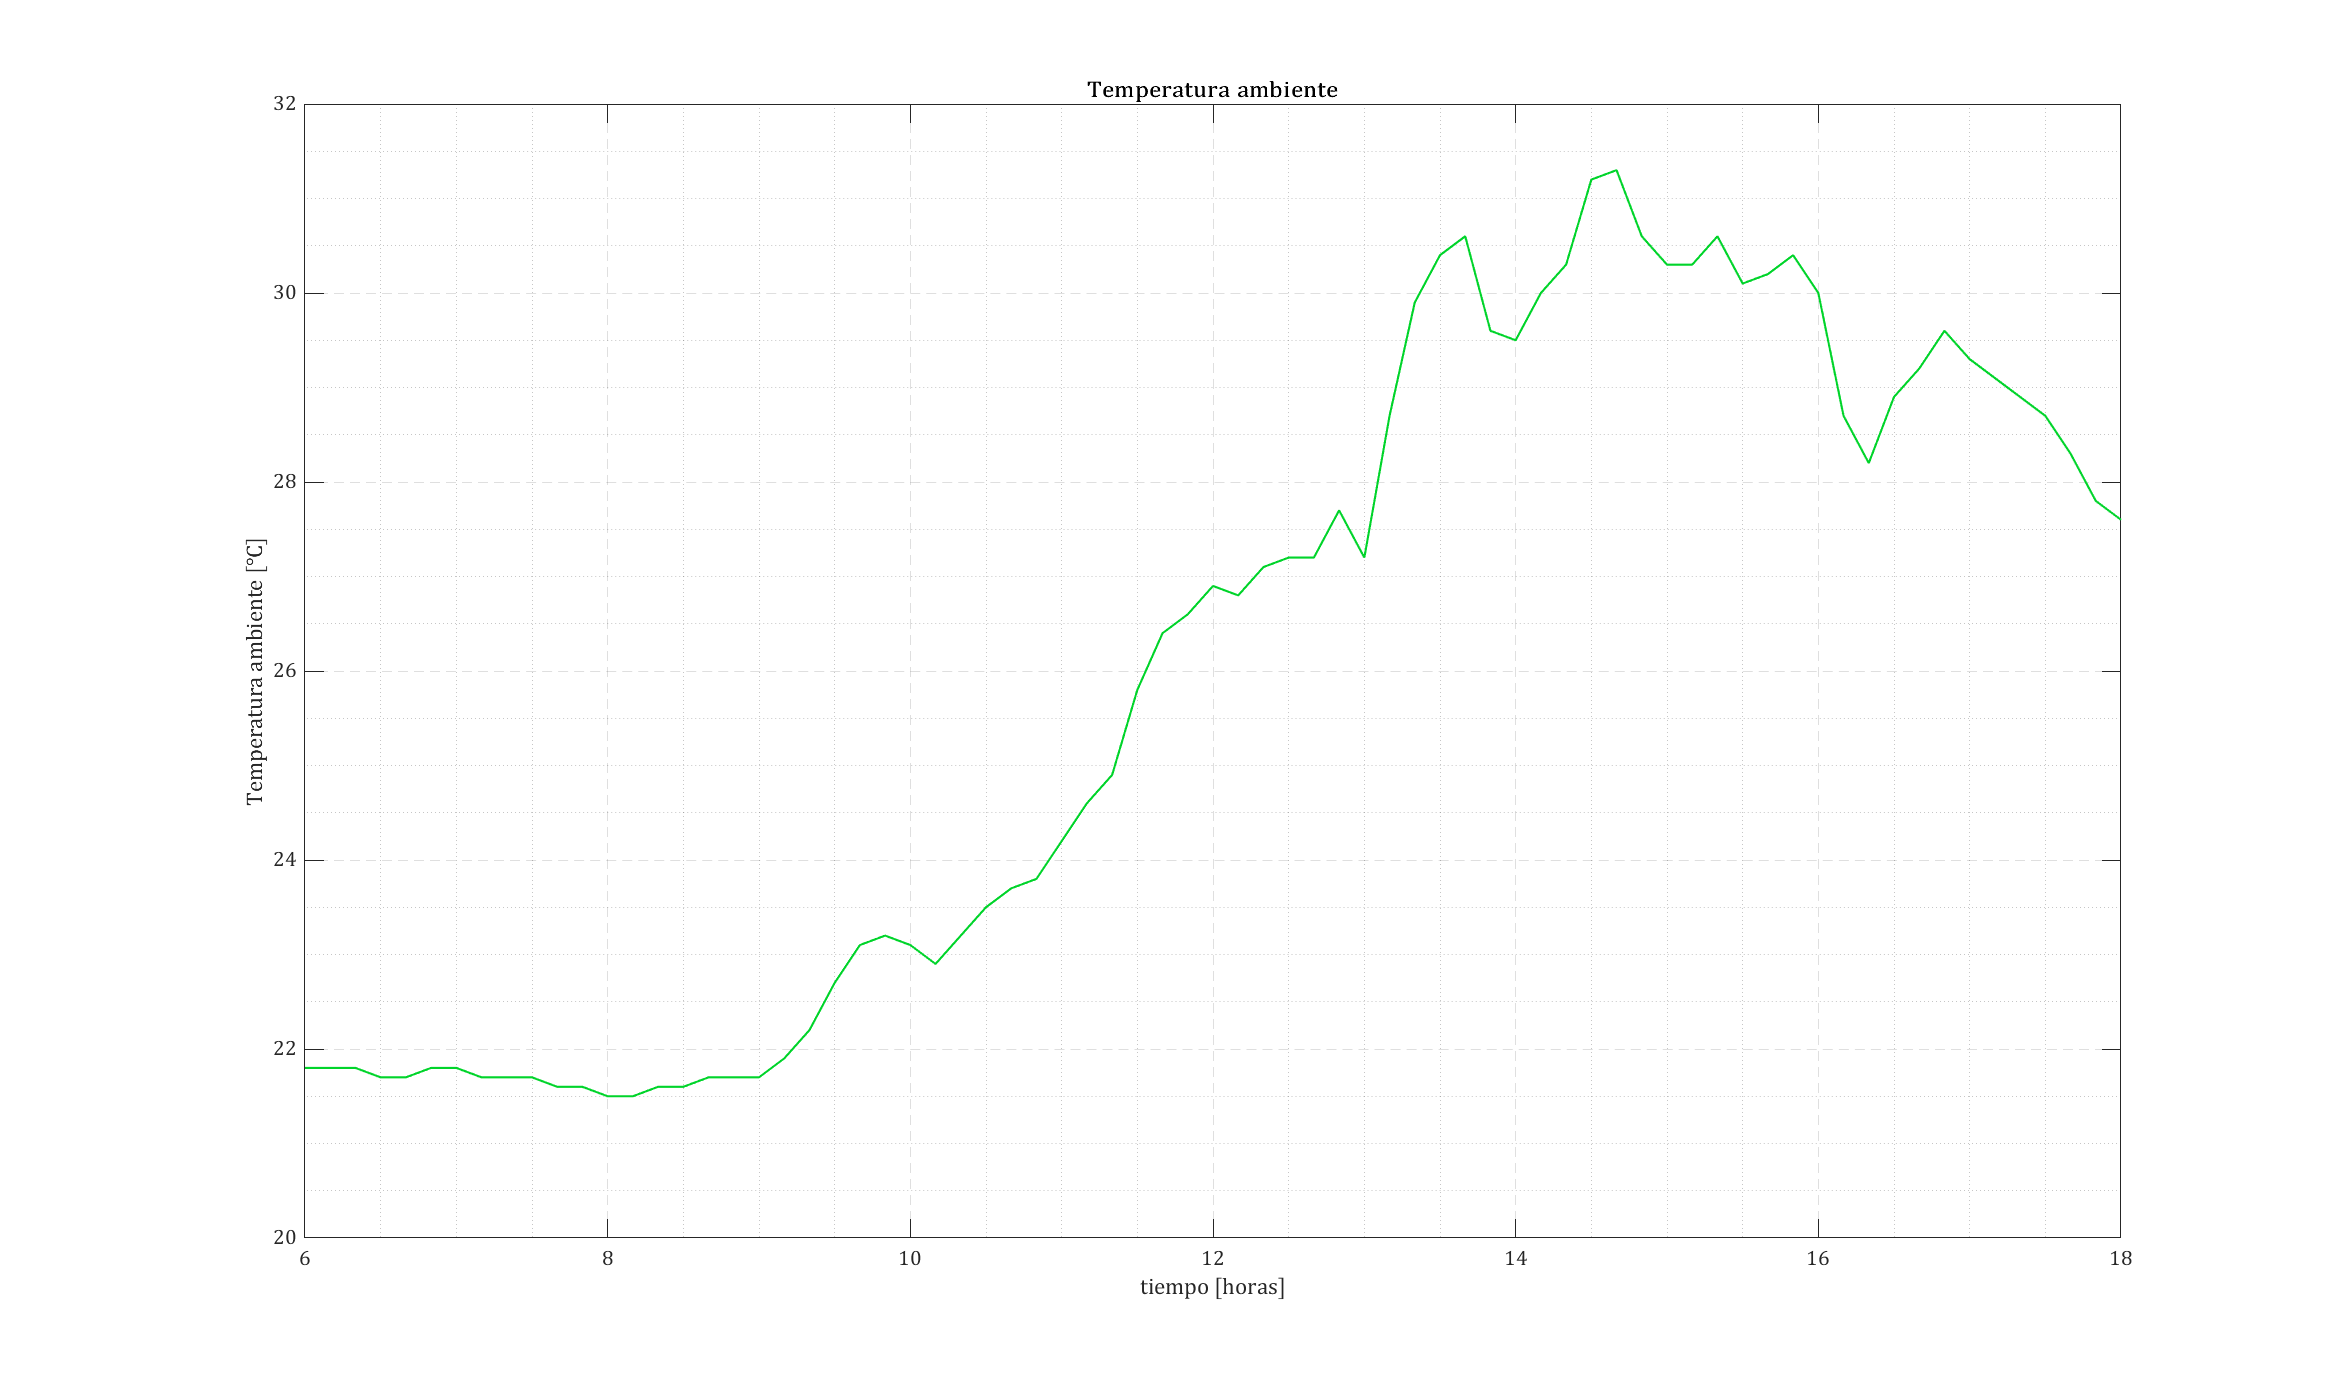 Temperatura ambiente
32
30
28
26
24
22
20
Temperatura ambiente [°C]
6 8 10 12 14 16 18
tiempo [horas]